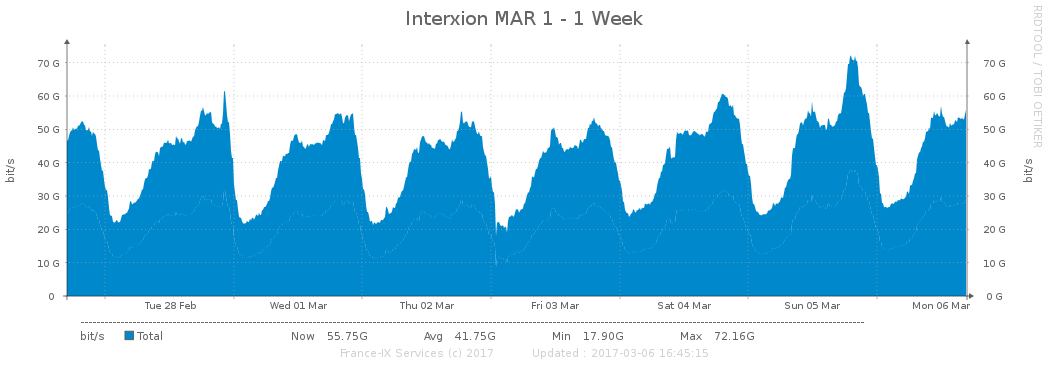 Interxion MAR 1 - 1 Week
RRDTOOL / TOBI OETIKER
70 G 70 G
60 G 60 G
50 G 50 G
40 G 40 G
30 G 30 G
20 G 20 G
10 G 10 G
0 0 G
bit/s bit/s
Tue 28 Feb Wed 01 Mar Thu 02 Mar Fri 03 Mar Sat 04 Mar Sun 05 Mar Mon 06 Mar
bit/s Total Now 55.75G Avg 41.75G Min 17.90G Max 72.16G
France-IX Services (c) 2017 Updated : 2017-03-06 16:45:15